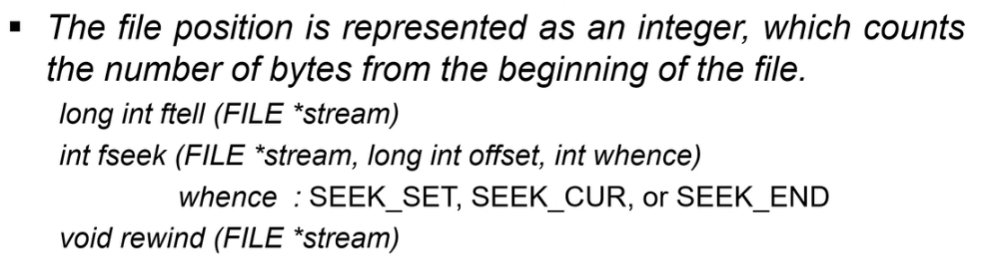 ▪ The file position is represented as an integer, which counts
the number of bytes from the beginning of the file.
long int ftell (FILE *stream)
int fseek (FILE *stream, long int offset, int whence)
whence : SEEK_SET, SEEK_CUR, or SEEK_END
void rewind (FILE *stream)